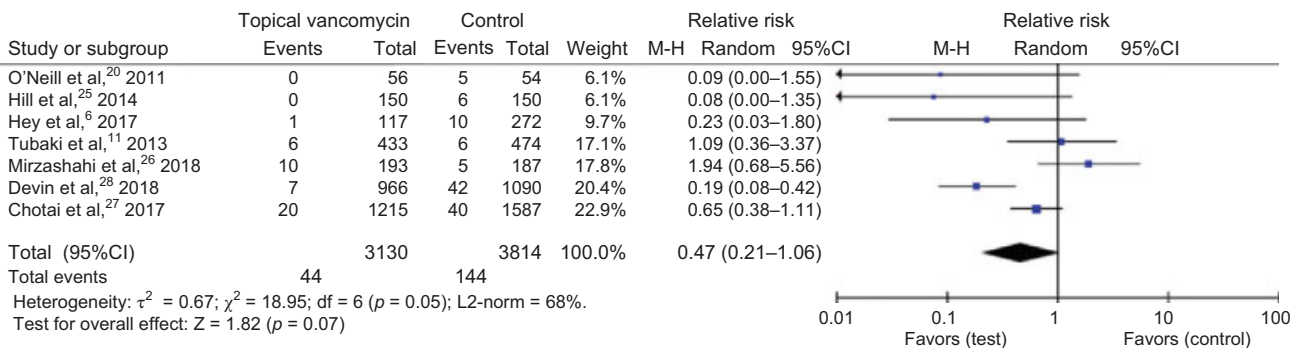 Topical vancomycin Control Relative risk Relative risk
Study or subgroup Events Total Events Total Weight M-H Random 95%CI M-H Random 95%CI
O'Neill et al,20 2011 0 56 5 54 6.1% 0.09 (0.00–1.55)
Hill et al,25 2014 0 150 6 150 6.1% 0.08 (0.00–1.35)
Hey et al,6 2017 1 117 10 272 9.7% 0.23 (0.03–1.80)
Tubaki et al,11 2013 6 433 6 474 17.1% 1.09 (0.36–3.37)
Mirzashahi et al,26 2018 10 193 5 187 17.8% 1.94 (0.68–5.56)
Devin et al,28 2018 7 966 42 1090 20.4% 0.19 (0.08–0.42)
Chotai et al,27 2017 20 1215 40 1587 22.9% 0.65 (0.38–1.11)
Total (95%CI) 3130 3814 100.0% 0.47 (0.21–1.06)
Total events 44 144
Heterogeneity: τ2 = 0.67; χ2 = 18.95; df = 6 (p = 0.05); L2-norm = 68%.
Test for overall effect: Z = 1.82 (p = 0.07)
0.01 0.1 1 10 100
Favors (test) Favors (control)